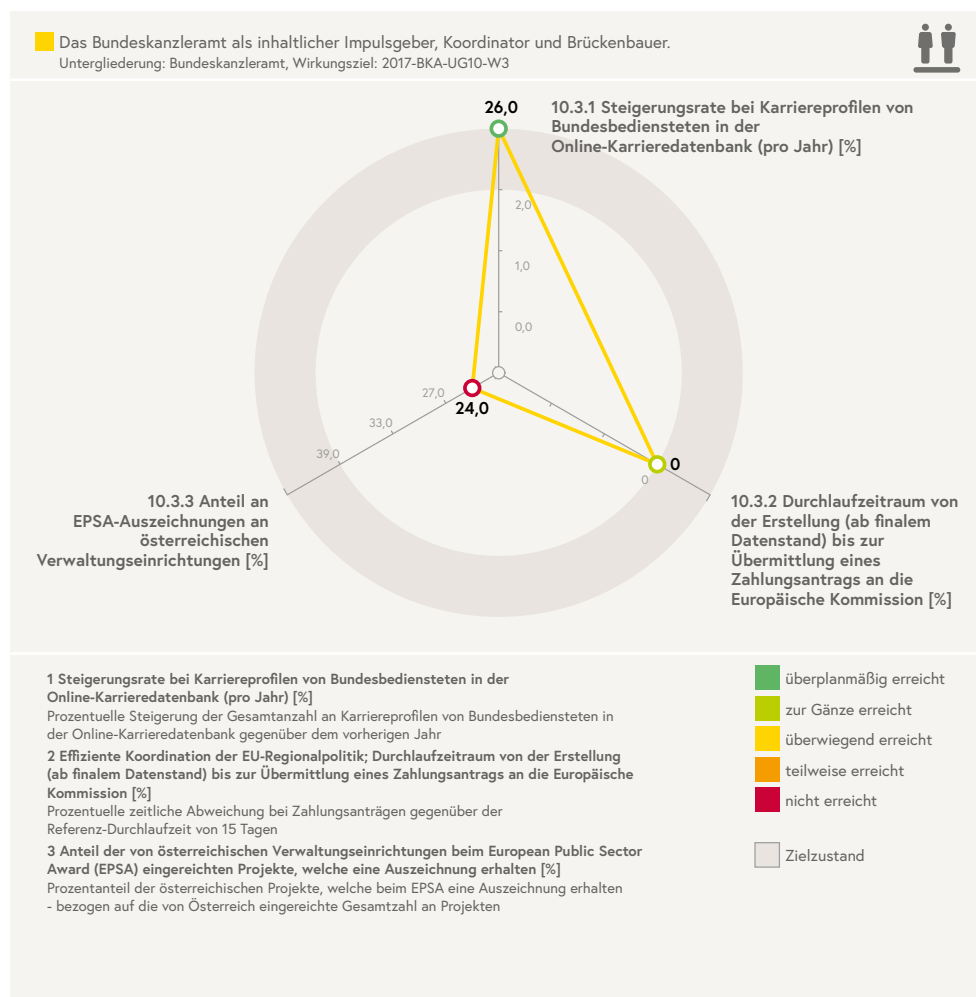 Das Bundeskanzleramt als inhaltlicher Impulsgeber, Koordinator und Brückenbauer.
Untergliederung: Bundeskanzleramt, Wirkungsziel: 2017-BKA-UG10-W3
26,0
10.3.1 Steigerungsrate bei Karriereprofilen von
Bundesbediensteten in der
Online-Karrieredatenbank (pro Jahr) [%]
2,0
1,0
0,0
27,0
24,0
33,0
39,0
0
0
10.3.3 Anteil an
EPSA-Auszeichnungen an
österreichischen
Verwaltungseinrichtungen [%]
10.3.2 Durchlaufzeitraum von
der Erstellung (ab finalem
Datenstand) bis zur
Übermittlung eines
Zahlungsantrags an die
Europäische Kommission [%]
1 Steigerungsrate bei Karriereprofilen von Bundesbediensteten in der
Online-Karrieredatenbank (pro Jahr) [%]
Prozentuelle Steigerung der Gesamtanzahl an Karriereprofilen von Bundesbediensteten in
der Online-Karrieredatenbank gegenüber dem vorherigen Jahr
2 Effiziente Koordination der EU-Regionalpolitik; Durchlaufzeitraum von der Erstellung
(ab finalem Datenstand) bis zur Übermittlung eines Zahlungsantrags an die Europäische
Kommission [%]
Prozentuelle zeitliche Abweichung bei Zahlungsanträgen gegenüber der
Referenz-Durchlaufzeit von 15 Tagen
3 Anteil der von österreichischen Verwaltungseinrichtungen beim European Public Sector
Award (EPSA) eingereichten Projekte, welche eine Auszeichnung erhalten [%]
Prozentanteil der österreichischen Projekte, welche beim EPSA eine Auszeichnung erhalten
- bezogen auf die von Österreich eingereichte Gesamtzahl an Projekten
überplanmäßig erreicht
zur Gänze erreicht
überwiegend erreicht
teilweise erreicht
nicht erreicht
Zielzustand